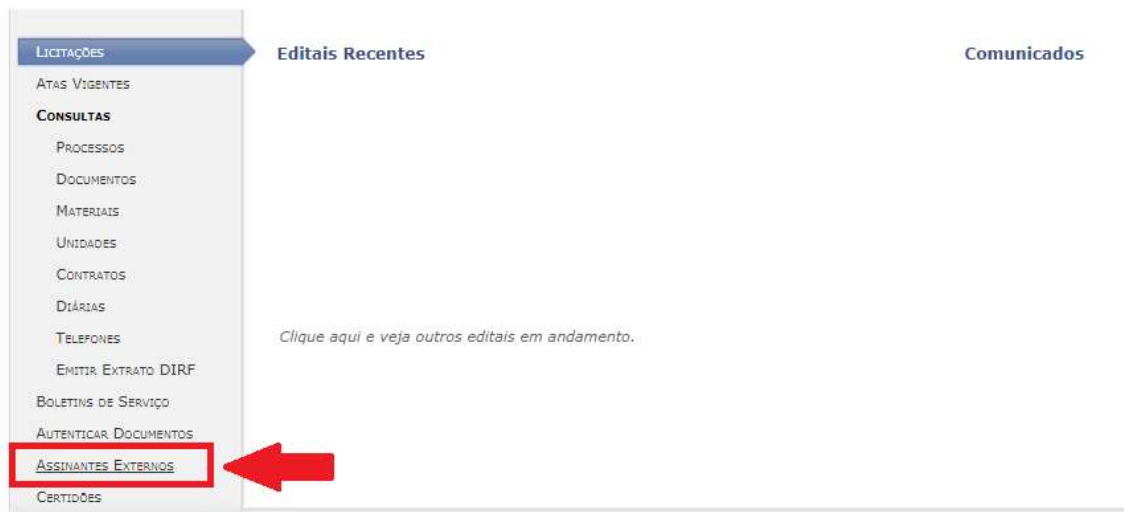 Licitações
Editais Recentes
Comunicados
Atas Vigentes
Consultas
Processos
Documentos
Materiais
Unidades
Contratos
Diárias
Telefones
Clique aqui e veja outros editais em andamento.
Emitir Extrato DIRF
Boletins de Serviço
Autenticar Documentos
Assinantes Externos
Certidões